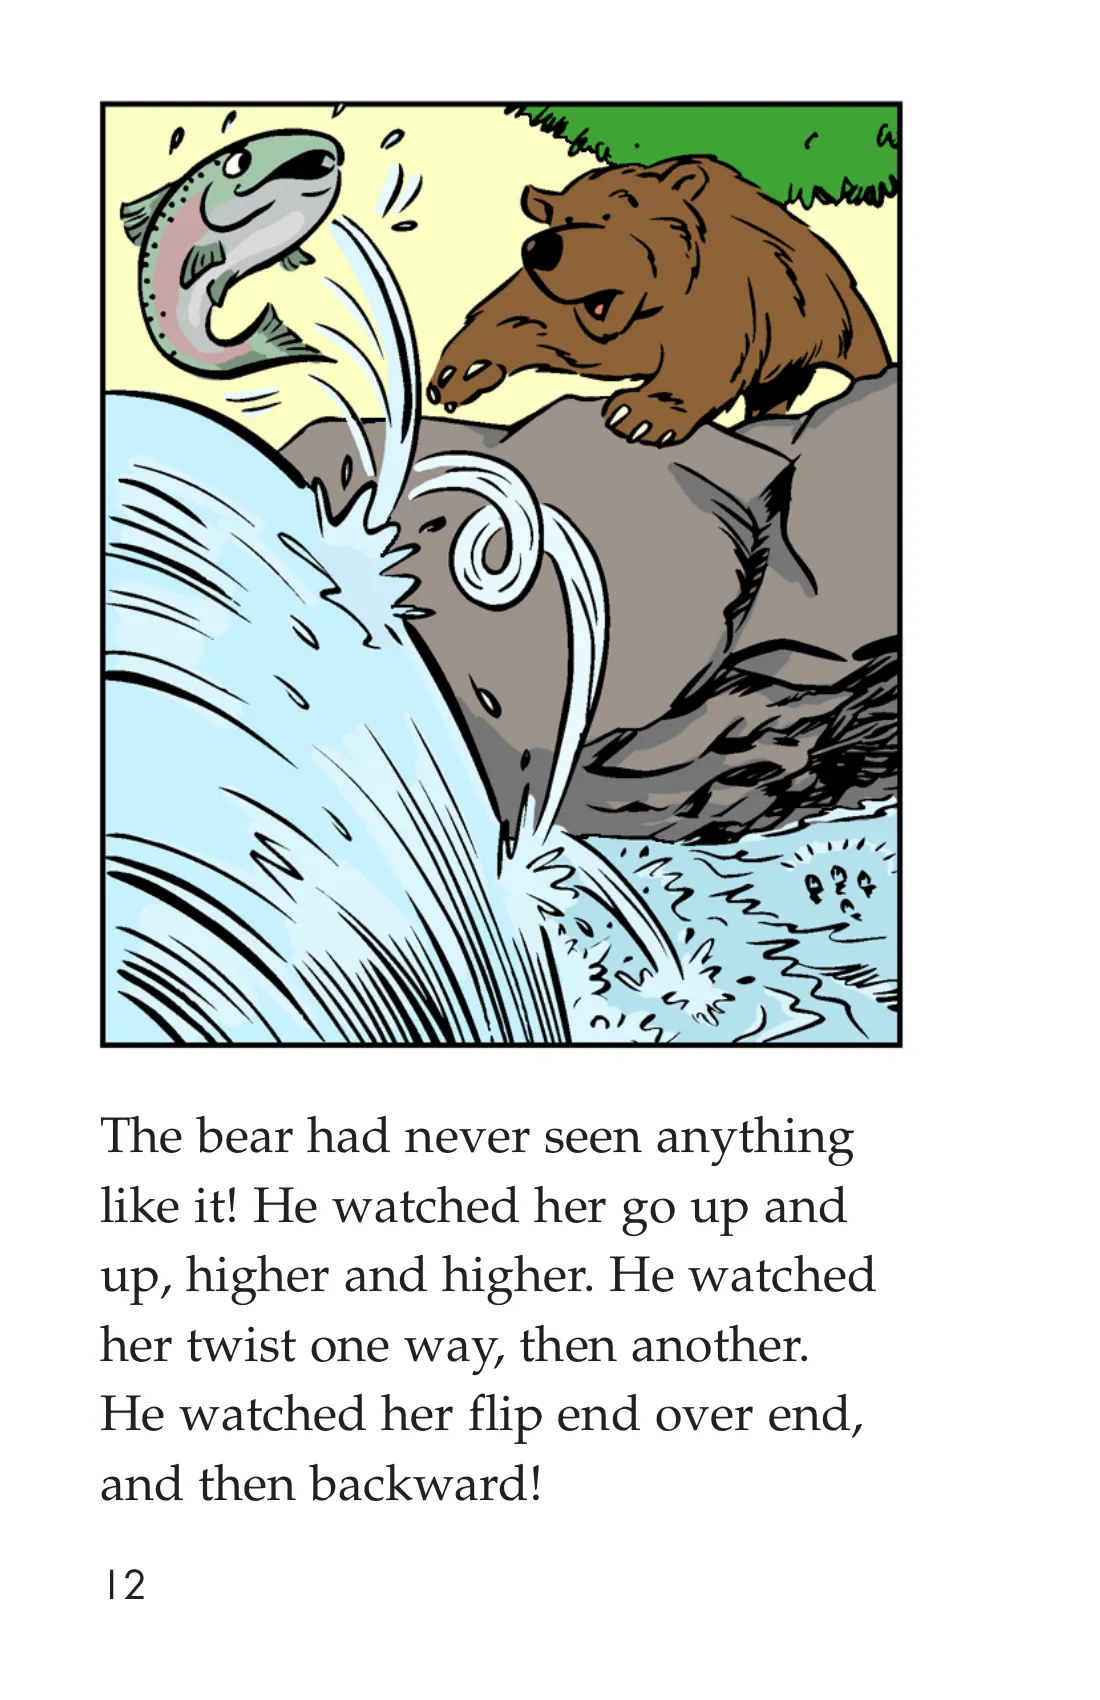 The bear had never seen anything
like it! He watched her go up and
up, higher and higher. He watched
her twist one way, then another.
He watched her flip end over end,
and then backward!
12